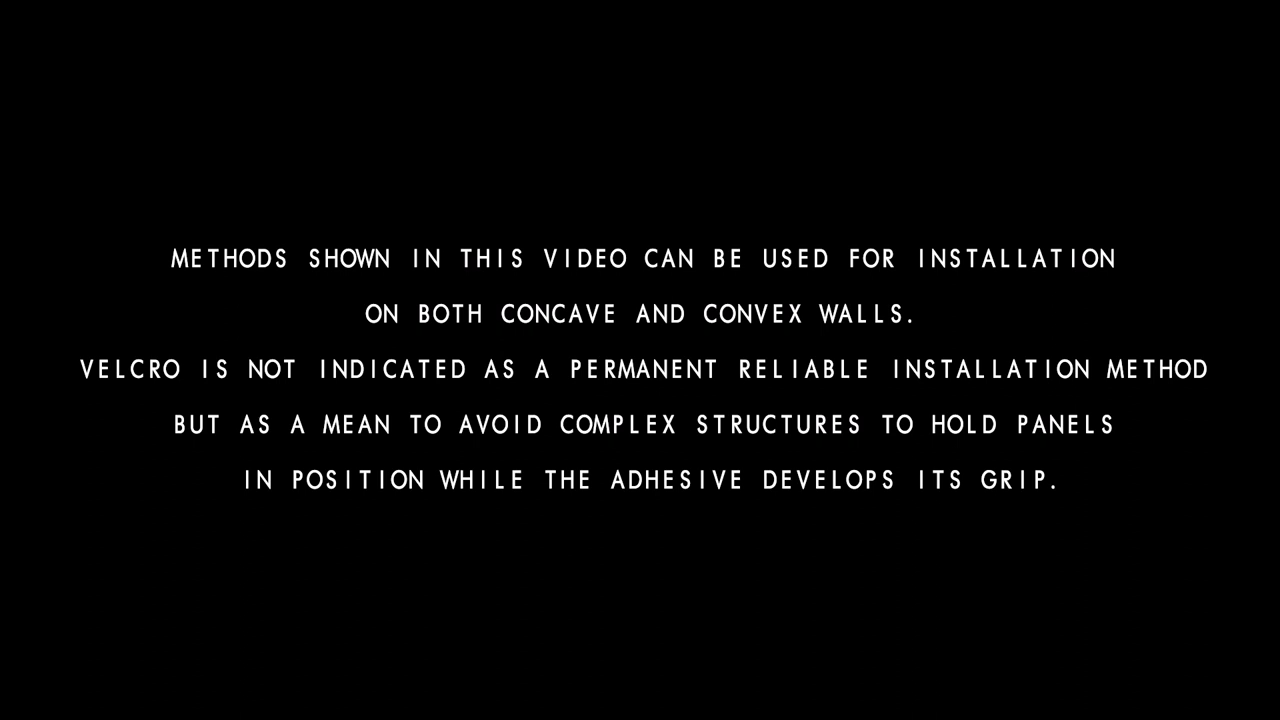 METHODS SHOWN IN THIS VIDEO CAN BE USED FOR INSTALLATION
ON BOTH CONCAVE AND CONVEX WALLS.
VELCRO IS NOT INDICATED AS A PERMANENT RELIABLE INSTALLATION METHOD
BUT AS A MEAN TO AVOID COMPLEX STRUCTURES TO HOLD PANELS
IN POSITION WHILE THE ADHESIVE DEVELOPS ITS GRIP.